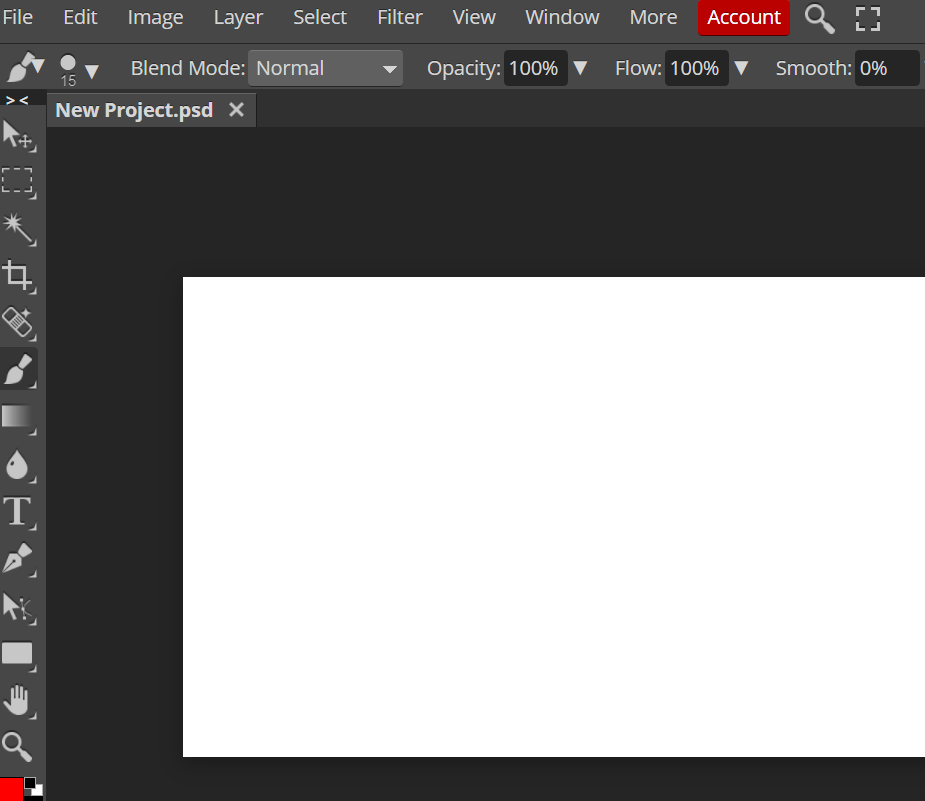 File Edit Image Layer Select Filter View Window More Account
15 Blend Mode: Normal Opacity: 100% Flow: 100% Smooth: 0%
> <
New Project.psd
T